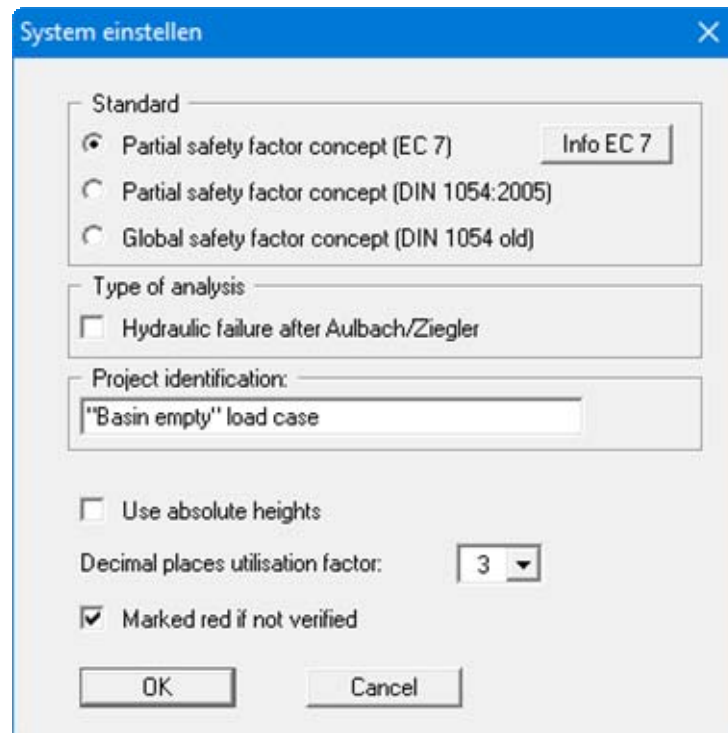 System einstellen
Standard
Partial safety factor concept (EC 7)
Info EC 7
Partial safety factor concept (DIN 1054:2005)
Global safety factor concept (DIN 1054 old)
Type of analysis
Hydraulic failure after Aulbach/Ziegler
Project identification:
"Basin empty" load case
Use absolute heights
Decimal places utilisation factor: 3
Marked red if not verified
OK Cancel